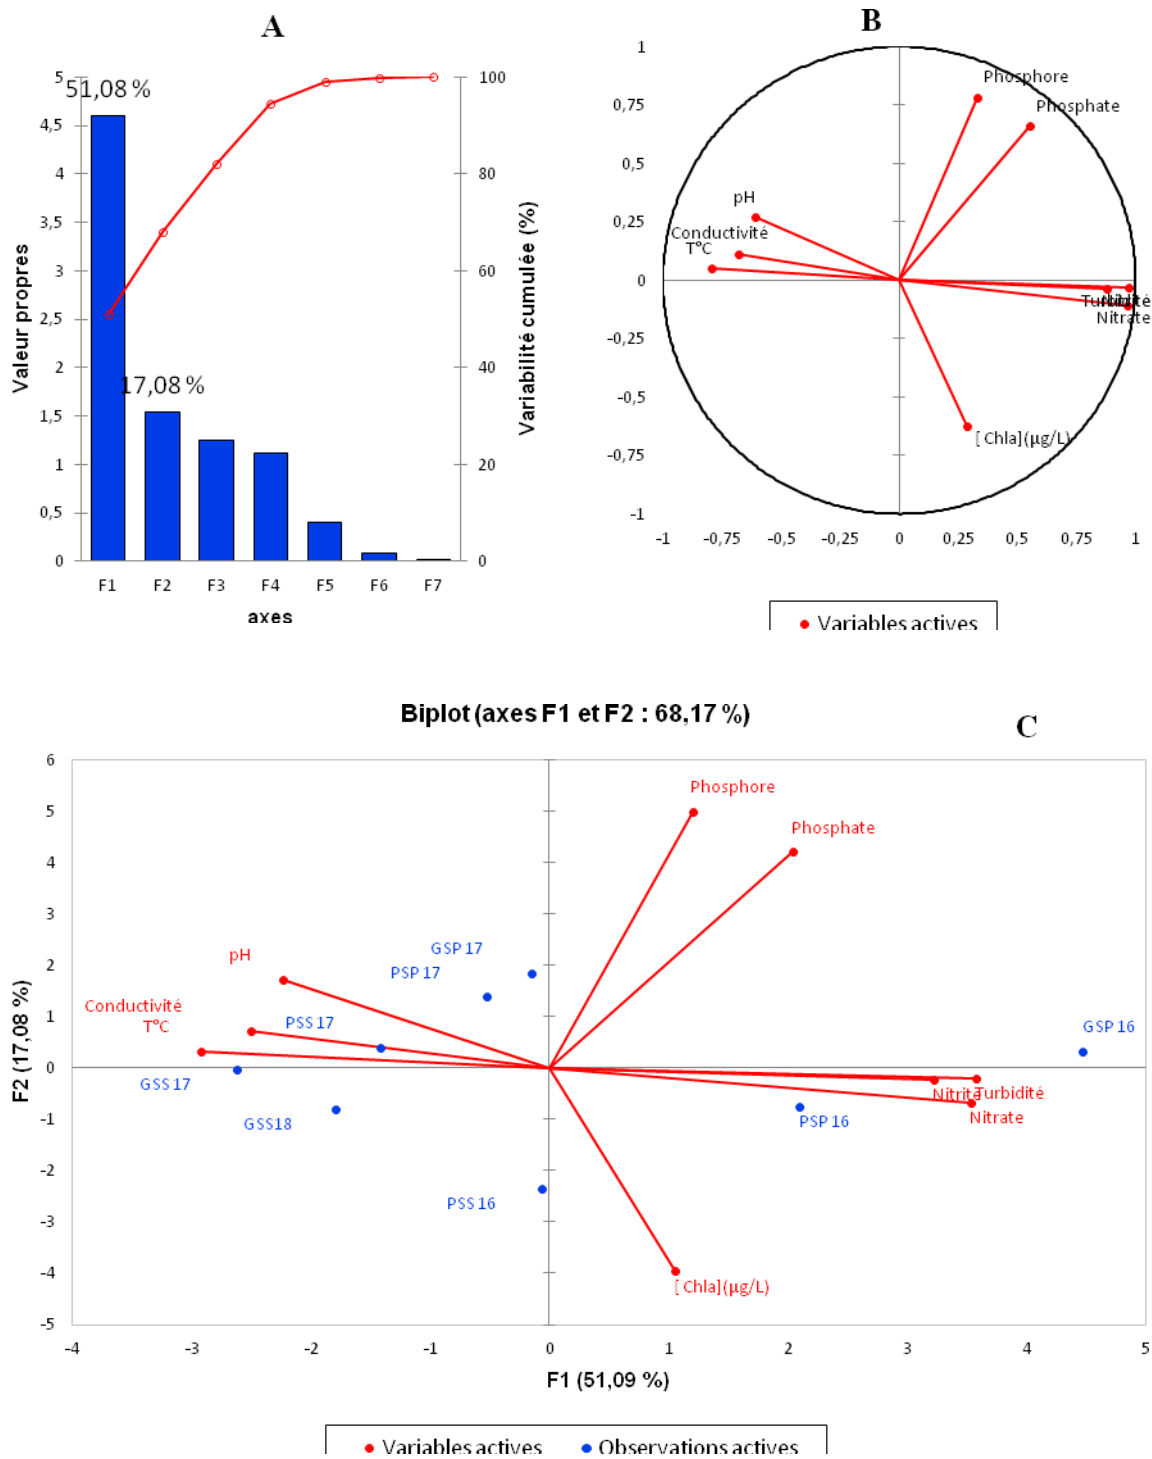 A
5
4,5
4
3,5
3
2,5
2
1,5
1
0,5
0
51,08 %
17,08 %
100
80
60
40
20
0
Valeur propres
Variabilité cumulée (%)
F1 F2 F3 F4 F5 F6 F7
axes
B
1
0,75
0,5
0,25
0
-0,25
-0,5
-0,75
-1
Phosphore
Phosphate
pH
Conductivité
T°C
Turbidité
Nitrate
[Chla](µg/L)
-1 -0,75 -0,5 -0,25 0 0,25 0,5 0,75 1
Variables actives
Biplot (axes F1 et F2 : 68,17 %)
C
6
5
4
3
2
1
0
-1
-2
-3
-4
-5
F2 (17,08 %)
Phosphore
Phosphate
GSP 17
pH
PSP 17
Conductivité
T°C
PSS 17
GSP 16
GSS 17
Nitrite
Turbidité
GSS18
PSP 16
Nitrate
PSS 16
[Chla](µg/L)
-4 -3 -2 -1 0 1 2 3 4 5
F1 (51,09 %)
Variables actives Observations actives